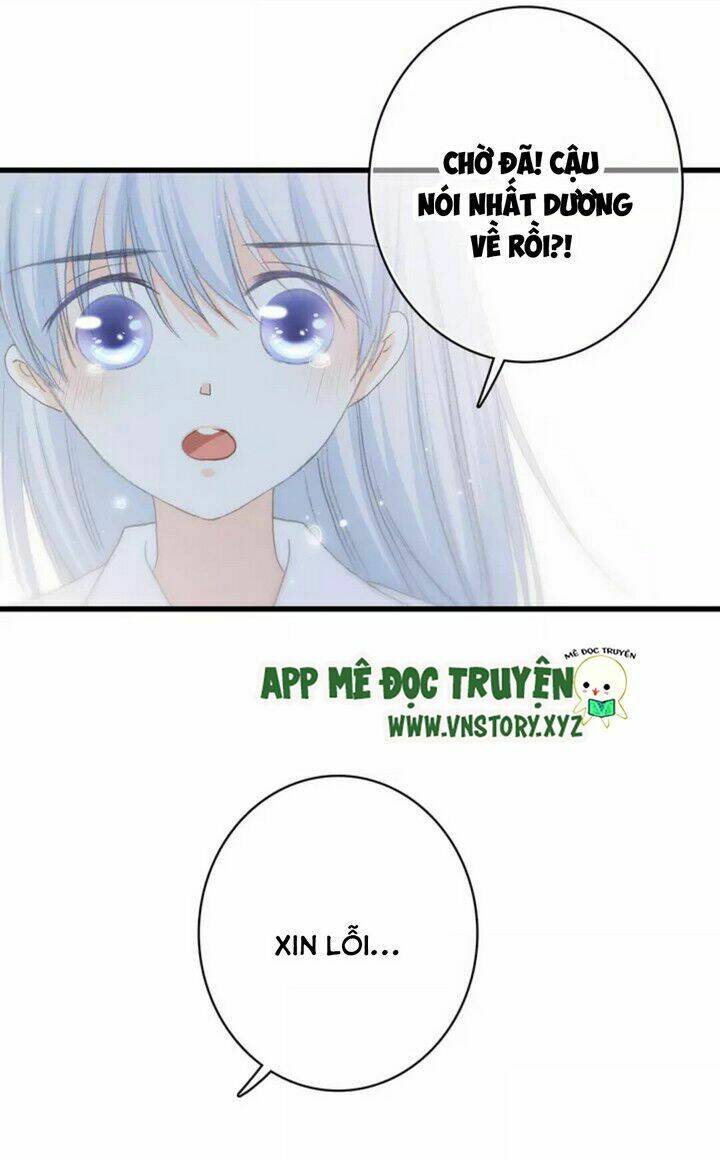 CHỜ ĐÃ! CẬU
NÓI NHẤT DƯƠNG
VỀ RỒI?!
MÊ ĐỌC TRUYỆN
APP MÊ ĐỌC TRUYỆN
WWW.VNSTORY.XYZ
XIN LỖI...